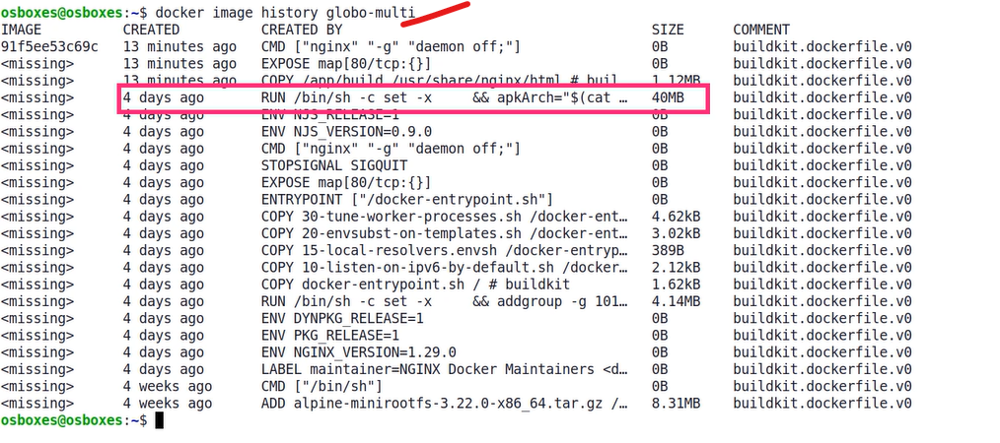 osboxes@osboxes:~$ docker image history globo-multi
IMAGE CREATED CREATED BY SIZE COMMENT
91f5ee53c69c 13 minutes ago CMD ["nginx" "-g" "daemon off;"] 0B buildkit.dockerfile.v0
<missing> 13 minutes ago EXPOSE map[80/tcp:{}] 0B buildkit.dockerfile.v0
<missing> 13 minutes ago COPY /app/build /usr/share/nginx/html # buil… 1.12MB buildkit.dockerfile.v0
<missing> 4 days ago RUN /bin/sh -c set -x && apkArch="$(cat … 40MB buildkit.dockerfile.v0
<missing> 4 days ago ENV NJS_RELEASE=1 0B buildkit.dockerfile.v0
<missing> 4 days ago ENV NJS_VERSION=0.9.0 0B buildkit.dockerfile.v0
<missing> 4 days ago CMD ["nginx" "-g" "daemon off;"] 0B buildkit.dockerfile.v0
<missing> 4 days ago STOPSIGNAL SIGQUIT 0B buildkit.dockerfile.v0
<missing> 4 days ago EXPOSE map[80/tcp:{}] 0B buildkit.dockerfile.v0
<missing> 4 days ago ENTRYPOINT ["/docker-entrypoint.sh"] 0B buildkit.dockerfile.v0
<missing> 4 days ago COPY 30-tune-worker-processes.sh /docker-ent… 4.62kB buildkit.dockerfile.v0
<missing> 4 days ago COPY 20-envsubst-on-templates.sh /docker-ent… 3.02kB buildkit.dockerfile.v0
<missing> 4 days ago COPY 15-local-resolvers.envsh /docker-entryp… 389B buildkit.dockerfile.v0
<missing> 4 days ago COPY 10-listen-on-ipv6-by-default.sh /docker… 2.12kB buildkit.dockerfile.v0
<missing> 4 days ago COPY docker-entrypoint.sh / # buildkit 1.62kB buildkit.dockerfile.v0
<missing> 4 days ago RUN /bin/sh -c set -x && addgroup -g 101… 4.14MB buildkit.dockerfile.v0
<missing> 4 days ago ENV DYNPKG_RELEASE=1 0B buildkit.dockerfile.v0
<missing> 4 days ago ENV PKG_RELEASE=1 0B buildkit.dockerfile.v0
<missing> 4 days ago ENV NGINX_VERSION=1.29.0 0B buildkit.dockerfile.v0
<missing> 4 days ago LABEL maintainer=NGINX Docker Maintainers <d… 0B buildkit.dockerfile.v0
<missing> 4 weeks ago CMD ["/bin/sh"] 0B buildkit.dockerfile.v0
<missing> 4 weeks ago ADD alpine-minirootfs-3.22.0-x86_64.tar.gz /… 8.31MB buildkit.dockerfile.v0
osboxes@osboxes:~$